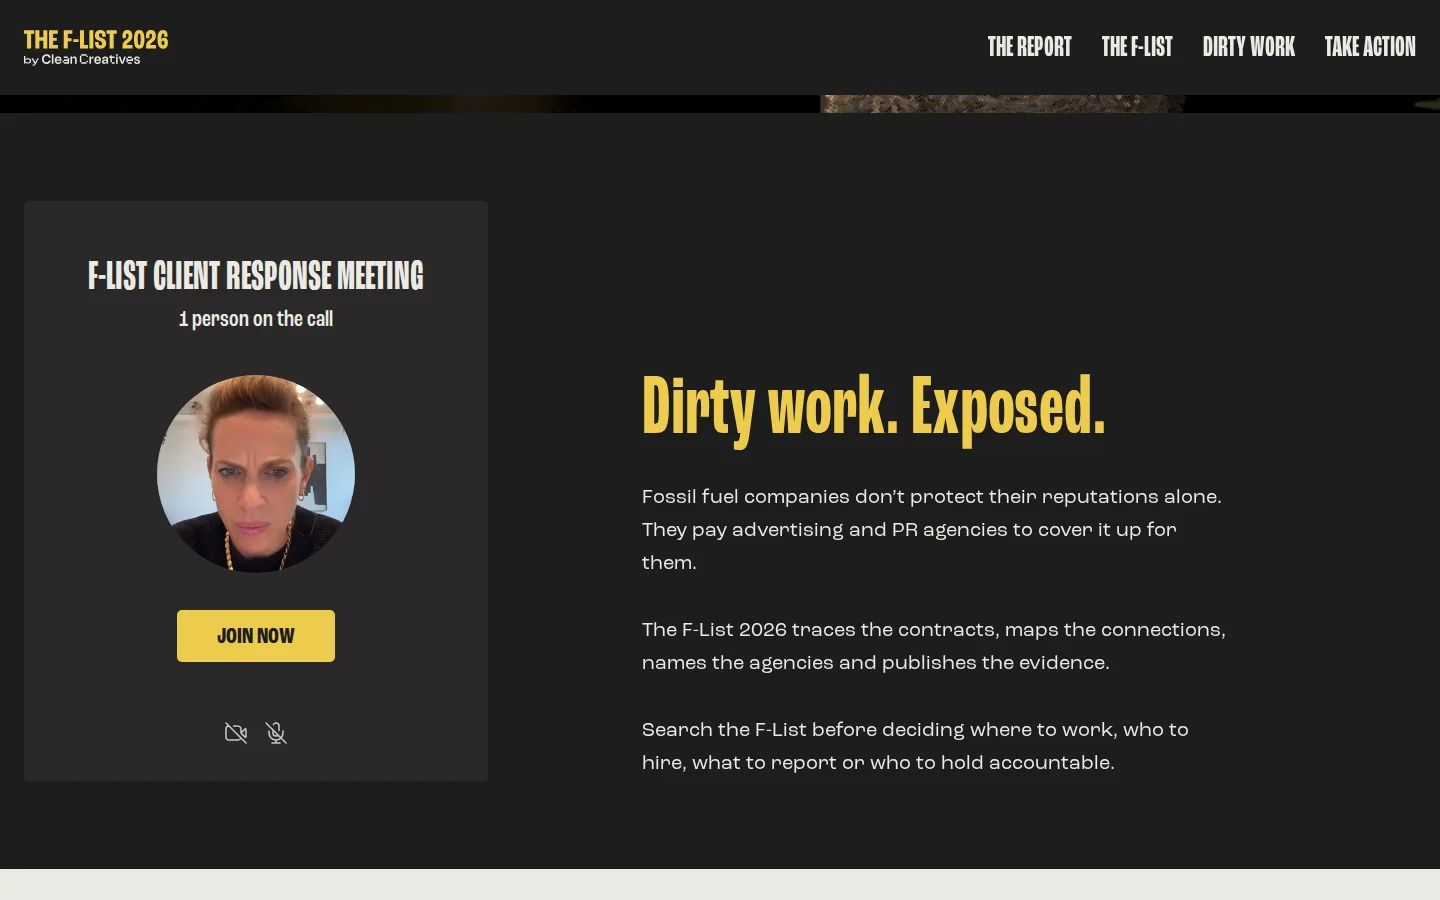 THE F-LIST 2026
by Clean Creatives
THE REPORT
THE F-LIST
DIRTY WORK
TAKE ACTION
F-LIST CLIENT RESPONSE MEETING
1 person on the call
JOIN NOW
Dirty work. Exposed.
Fossil fuel companies don’t protect their reputations alone.
They pay advertising and PR agencies to cover it up for
them.
The F-List 2026 traces the contracts, maps the connections,
names the agencies and publishes the evidence.
Search the F-List before deciding where to work, who to
hire, what to report or who to hold accountable.